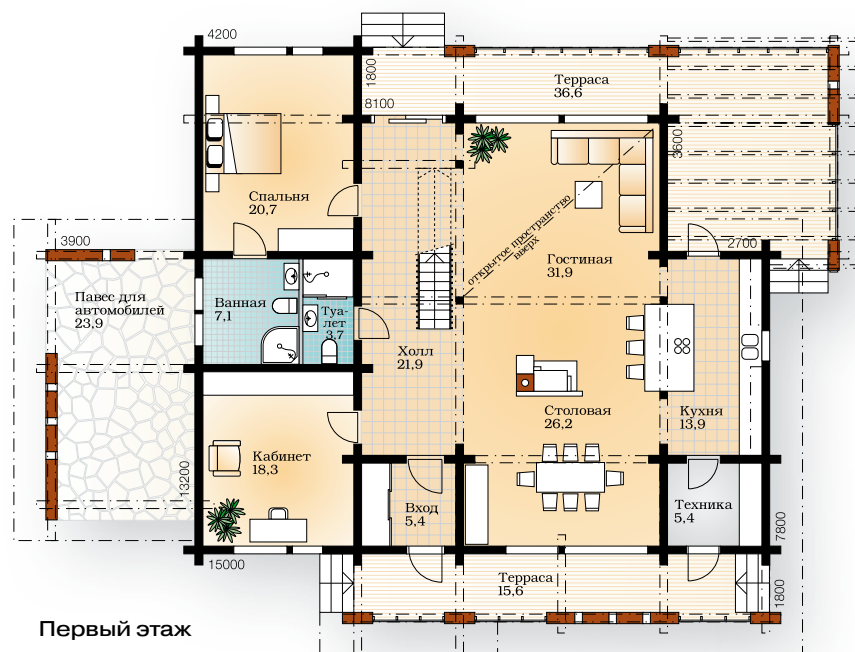 4200
1800
8100
Терраса
36,6
3600
Спальня
20,7
открытое пространство
вверх
Гостиная
31,9
2700
3900
Павес для
автомобилей
23,9
Ванная
7,1
Туа-
лет
3,7
Холл
21,9
Столовая
26,2
Кухня
13,9
Кабинет
18,3
13200
Вход
5,4
Техника
5,4
7800
15000
Терраса
15,6
1800
Первый этаж